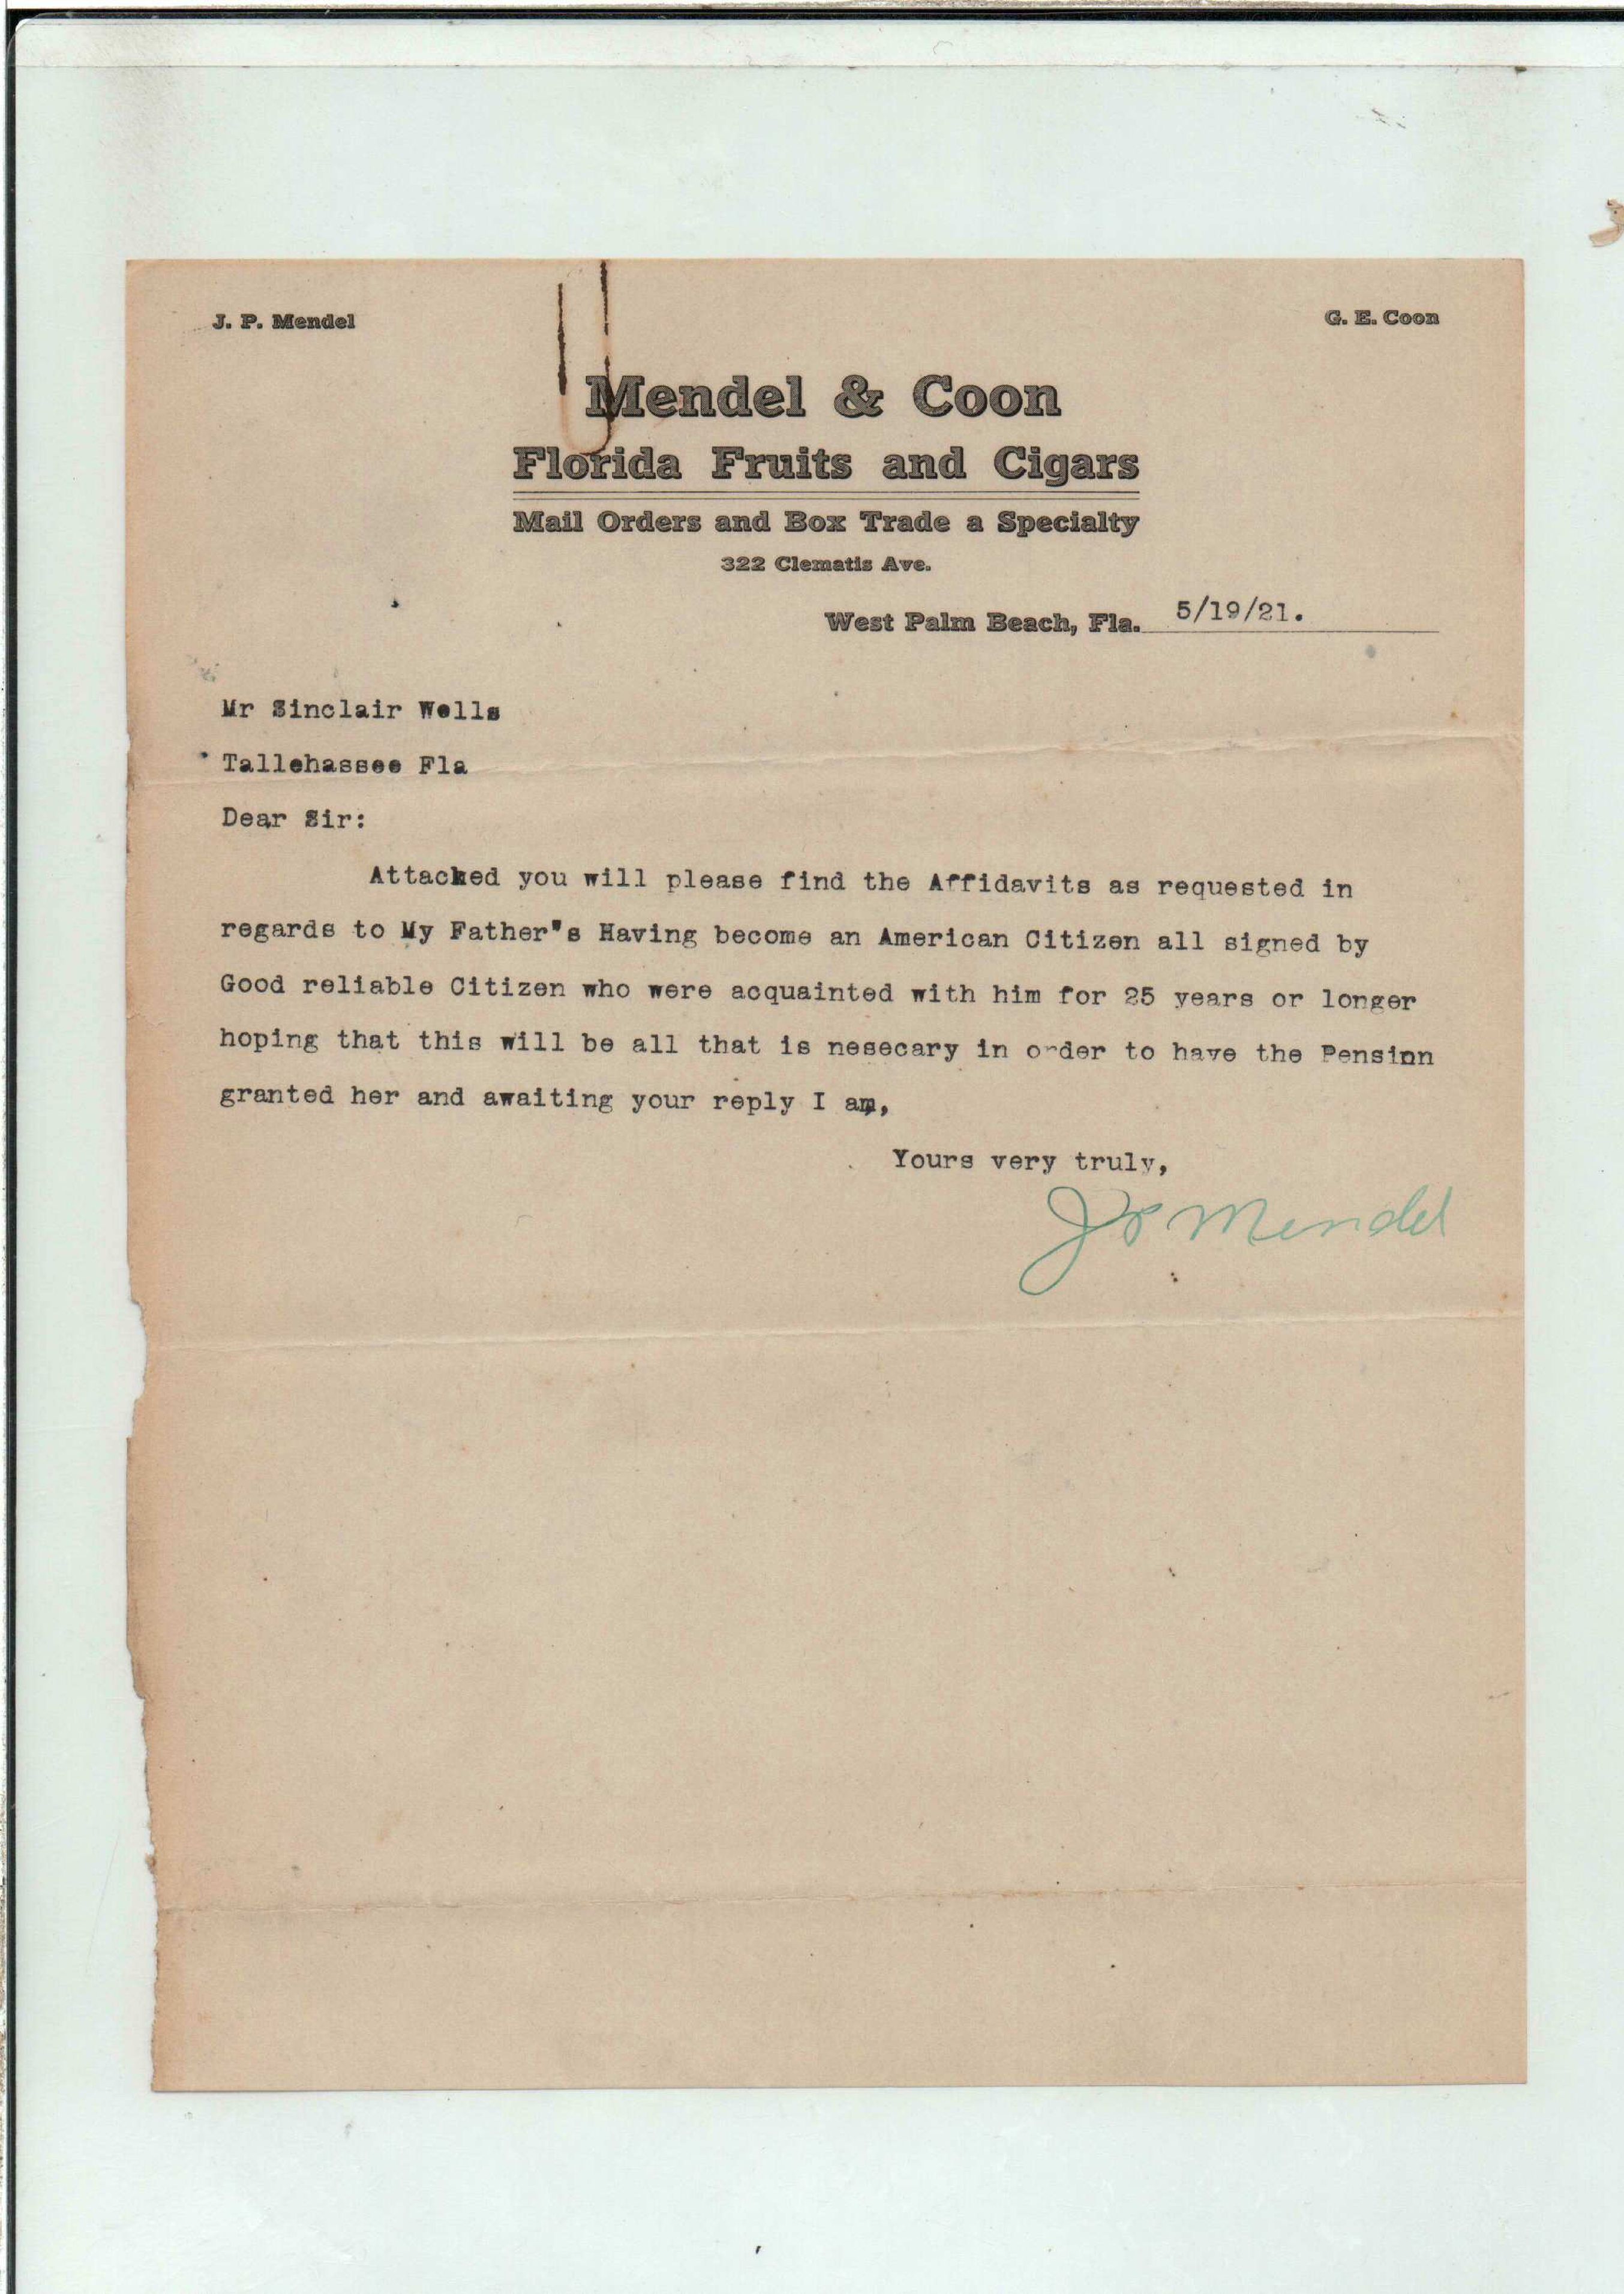 J. P. Mendel
G. E. Coon
Mendel & Coon
Florida Fruits and Cigars
Mail Orders and Box Trade a Specialty
322 Clematis Ave.
West Palm Beach, Fla. 5/19/21.
Mr Sinclair Wells
Tallehassee Fla
Dear Sir:
Attacked you will please find the Affidavits as requested in
regards to My Father"s Having become an American Citizen all signed by
Good reliable Citizen who were acquainted with him for 25 years or longer
hoping that this will be all that is nesecary in order to have the Pensinn
granted her and awaiting your reply I am,
Yours very truly,
JP Mendel